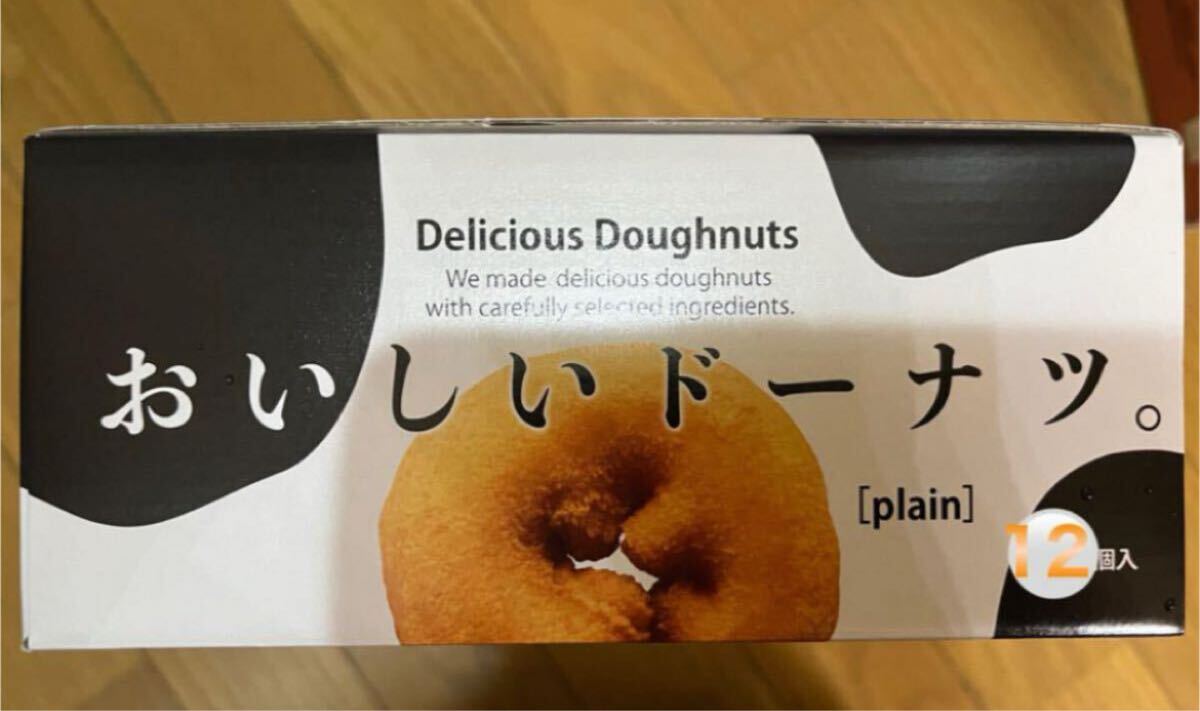 Delicious Doughnuts
We made delicious doughnuts
with carefully selected ingredients.
おいしいドーナツ。
[plain]
12個入